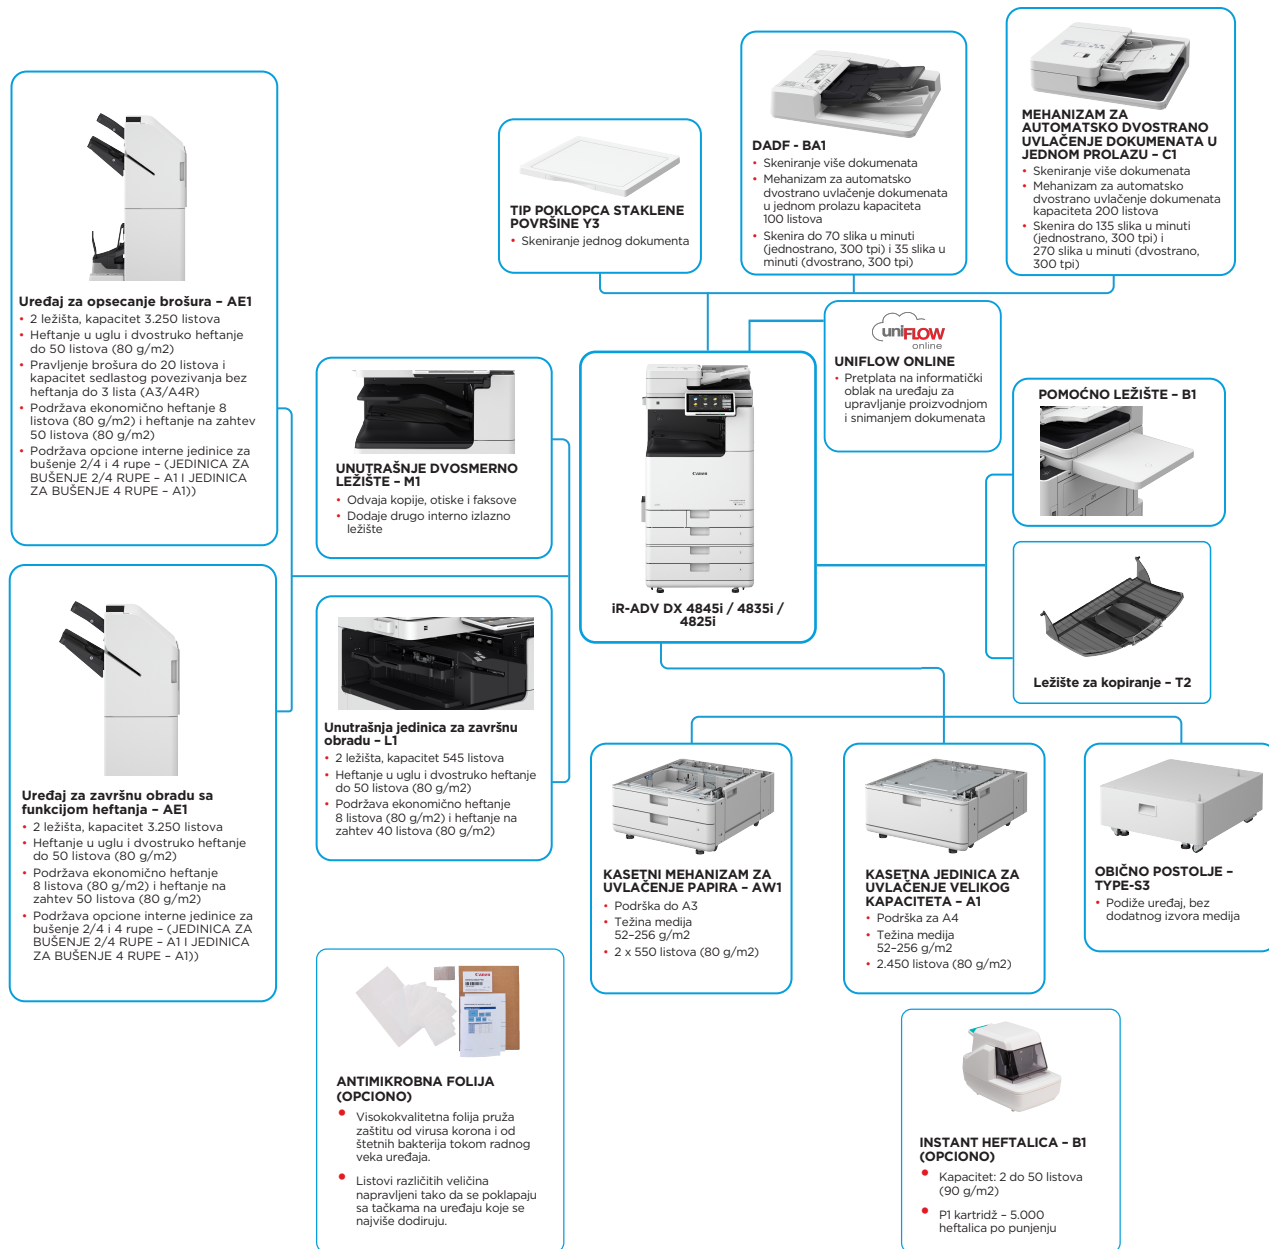 MEHANIZAM ZA
AUTOMATSKO DVOSTRANO
UVLAČENJE DOKUMENATA U
JEDNOM PROLAZU – C1
• Skeniranje više dokumenata
• Mehanizam za automatsko
dvostrano uvlačenje dokumenata
kapaciteta 200 listova
• Skenira do 135 slika u minuti
(jednostrano, 300 tpi) i
270 slika u minuti (dvostrano,
300 tpi)
DADF - BA1
• Skeniranje više dokumenata
• Mehanizam za automatsko
dvostrano uvlačenje dokumenata
u jednom prolazu kapaciteta
100 listova
• Skenira do 70 slika u minuti
(jednostrano, 300 tpi) i 35 slika u
minuti (dvostrano, 300 tpi)
TIP POKLOPCA STAKLENE
POVRŠINE Y3
• Skeniranje jednog dokumenta
Uređaj za opsecanje brošura – AE1
• 2 ležišta, kapacitet 3.250 listova
• Heftanje u uglu i dvostruko heftanje
do 50 listova (80 g/m2)
• Pravljenje brošura do 20 listova i
kapacitet sedlastog povezivanja bez
heftanja do 3 lista (A3/A4R)
• Podržava ekonomično heftanje 8
listova (80 g/m2) i heftanje na zahtev
50 listova (80 g/m2)
• Podržava opcione interne jedinice za
bušenje 2/4 i 4 rupe – (JEDINICA ZA
BUŠENJE 2/4 RUPE – A1 I JEDINICA
ZA BUŠENJE 4 RUPE – A1))
uniFLOW
online
UNIFLOW ONLINE
• Pretplata na informatički
oblak na uređaju za
upravljanje proizvodnjom
i snimanjem dokumenata
UNUTRAŠNJE DVOSMERNO
LEŽIŠTE – M1
• Odvaja kopije, otiske i faksove
• Dodaje drugo interno izlazno
ležište
Canon
iR-ADV DX 4845i / 4835i /
4825i
POMOĆNO LEŽIŠTE – B1
Ležište za kopiranje – T2
Uređaj za završnu obradu sa
funkcijom heftanja – AE1
• 2 ležišta, kapacitet 3.250 listova
• Heftanje u uglu i dvostruko heftanje
do 50 listova (80 g/m2)
• Podržava ekonomično heftanje
8 listova (80 g/m2) i heftanje na
zahtev 50 listova (80 g/m2)
• Podržava opcione interne jedinice za
bušenje 2/4 i 4 rupe – (JEDINICA ZA
BUŠENJE 2/4 RUPE – A1 I JEDINICA
ZA BUŠENJE 4 RUPE – A1))
Unutrašnja jedinica za završnu
obradu – L1
• 2 ležišta, kapacitet 545 listova
• Heftanje u uglu i dvostruko heftanje
do 50 listova (80 g/m2)
• Podržava ekonomično heftanje
8 listova (80 g/m2) i heftanje na
zahtev 40 listova (80 g/m2)
KASETNI MEHANIZAM ZA
UVLAČENJE PAPIRA – AW1
• Podrška do A3
• Težina medija
52–256 g/m2
• 2 x 550 listova (80 g/m2)
KASETNA JEDINICA ZA
UVLAČENJE VELIKOG
KAPACITETA – A1
• Podrška za A4
• Težina medija
52–256 g/m2
• 2.450 listova (80 g/m2)
OBIČNO POSTOLJE –
TYPE-S3
• Podiže uređaj, bez
dodatnog izvora medija
Canon
ANTIMIKROBNA FOLIJA
(OPCIONO)
• Visokokvalitetna folija pruža
zaštitu od virusa korona i od
štetnih bakterija tokom radnog
veka uređaja.
• Listovi različitih veličina
napravljeni tako da se poklapaju
sa tačkama na uređaju koje se
najviše dodiruju.
INSTANT HEFTALICA – B1
(OPCIONO)
• Kapacitet: 2 do 50 listova
(90 g/m2)
• P1 kartridž – 5.000
heftalica po punjenju